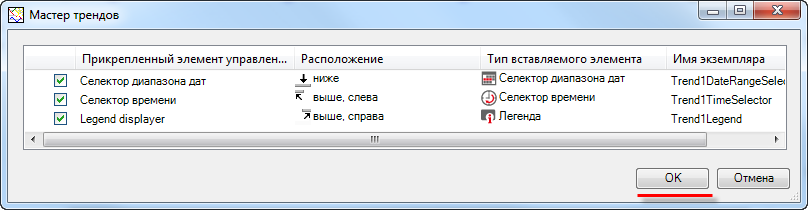 Мастер трендов
Прикрепленный элемент управлен... Расположение Тип вставляемого элемента Имя экземпляра
Селектор диапазона дат ниже Селектор диапазона дат Trend1DateRangeSelec
Селектор времени выше, слева Селектор времени Trend1TimeSelector
Legend displayer выше, справа Легенда Trend1Legend
OK Отмена